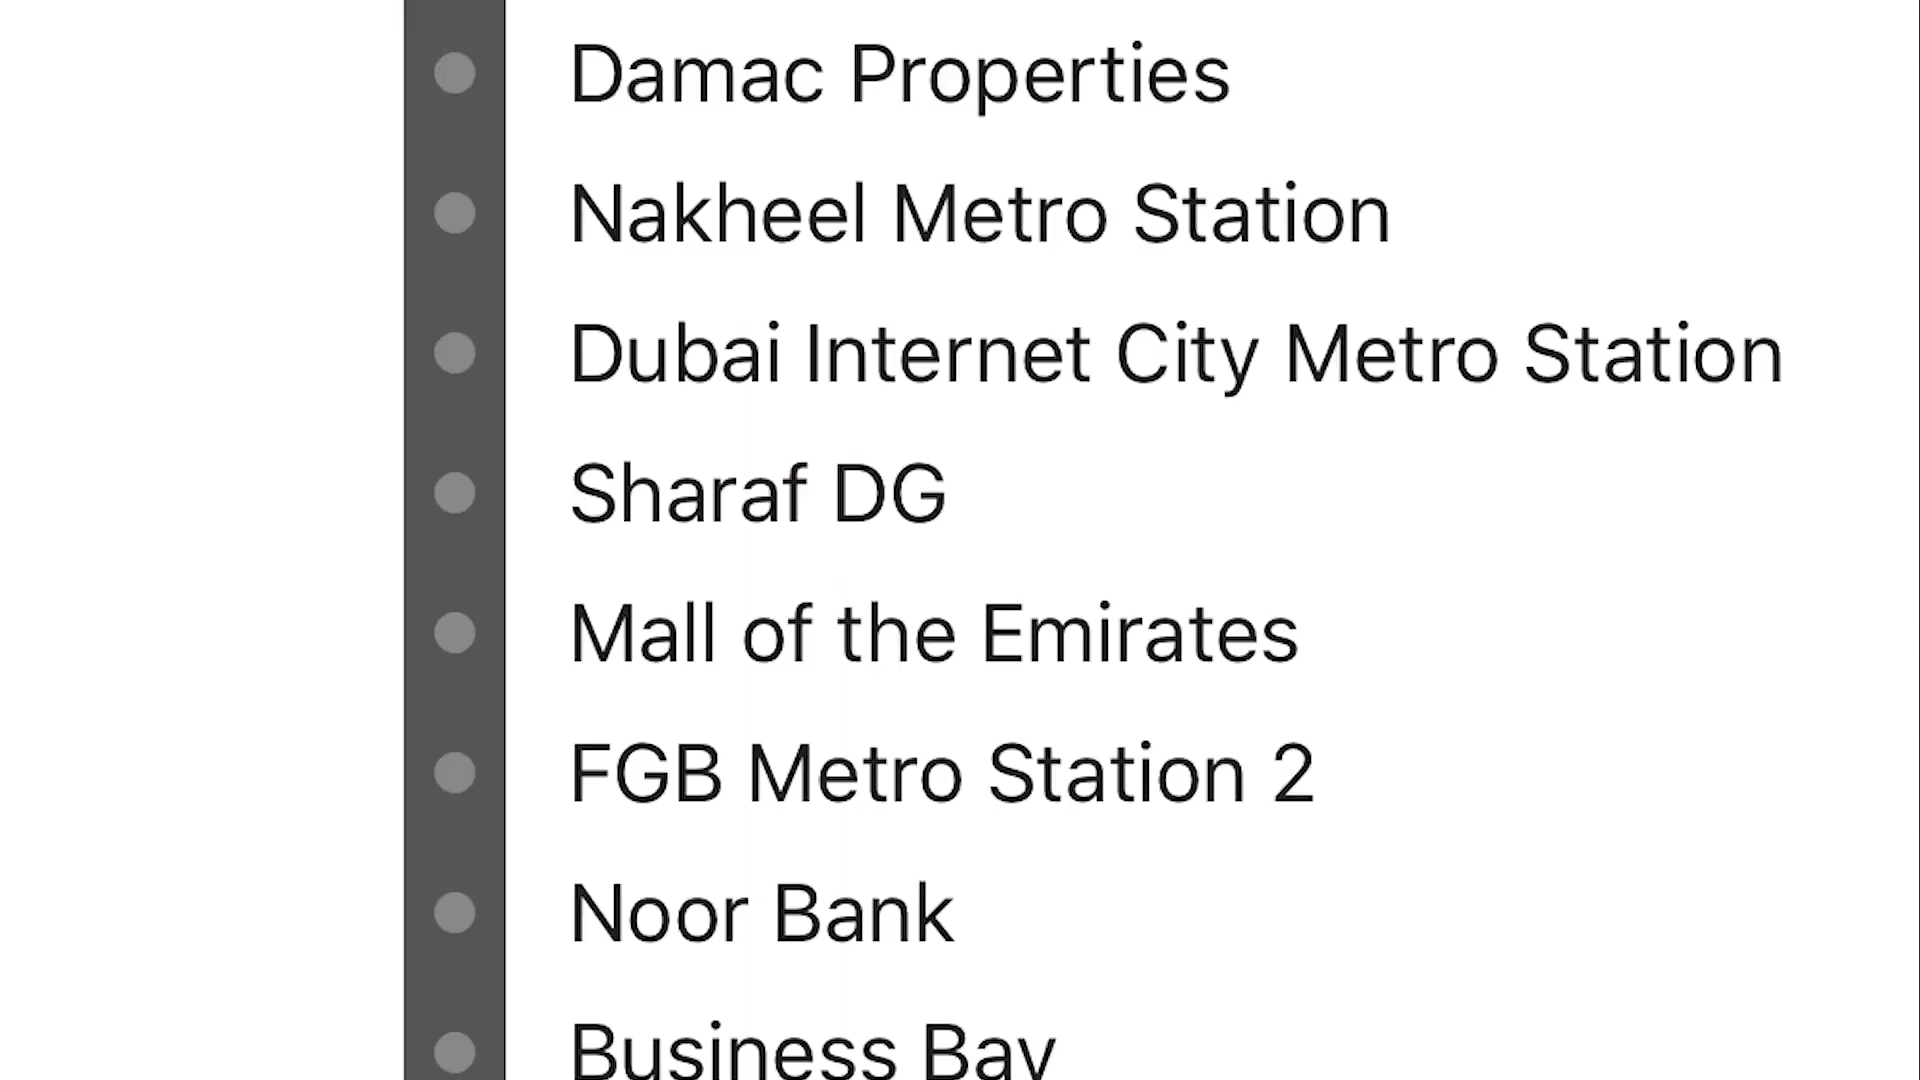 Damac Properties
Nakheel Metro Station
Dubai Internet City Metro Station
Sharaf DG
Mall of the Emirates
FGB Metro Station 2
Noor Bank
Business Bay